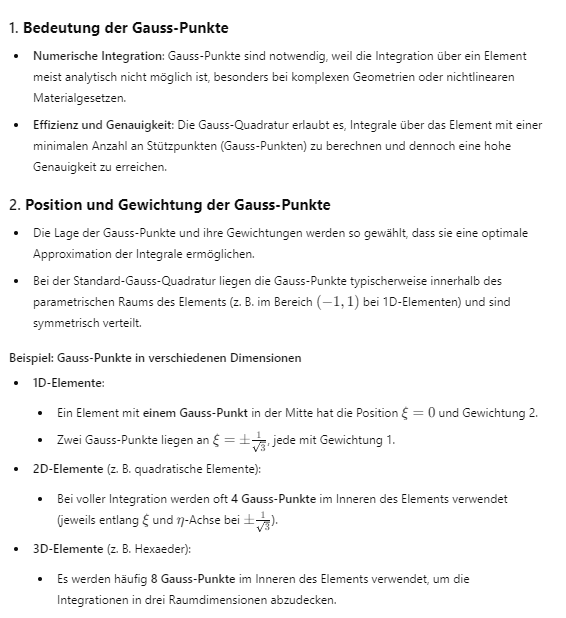 1. Bedeutung der Gauss-Punkte
• Numerische Integration: Gauss-Punkte sind notwendig, weil die Integration über ein Element
meist analytisch nicht möglich ist, besonders bei komplexen Geometrien oder nichtlinearen
Materialgesetzen.
• Effizienz und Genauigkeit: Die Gauss-Quadratur erlaubt es, Integrale über das Element mit einer
minimalen Anzahl an Stützpunkten (Gauss-Punkten) zu berechnen und dennoch eine hohe
Genauigkeit zu erreichen.
2. Position und Gewichtung der Gauss-Punkte
• Die Lage der Gauss-Punkte und ihre Gewichtungen werden so gewählt, dass sie eine optimale
Approximation der Integrale ermöglichen.
• Bei der Standard-Gauss-Quadratur liegen die Gauss-Punkte typischerweise innerhalb des
parametrischen Raums des Elements (z. B. im Bereich (−1, 1) bei 1D-Elementen) und sind
symmetrisch verteilt.
Beispiel: Gauss-Punkte in verschiedenen Dimensionen
• 1D-Elemente:
• Ein Element mit einem Gauss-Punkt in der Mitte hat die Position ξ = 0 und Gewichtung 2.
• Zwei Gauss-Punkte liegen an ξ = ±1/√3, jede mit Gewichtung 1.
• 2D-Elemente (z. B. quadratische Elemente):
• Bei voller Integration werden oft 4 Gauss-Punkte im Inneren des Elements verwendet
(jeweils entlang ξ und η-Achse bei ±1/√3).
• 3D-Elemente (z. B. Hexaeder):
• Es werden häufig 8 Gauss-Punkte im Inneren des Elements verwendet, um die
Integrationen in drei Raumdimensionen abzudecken.